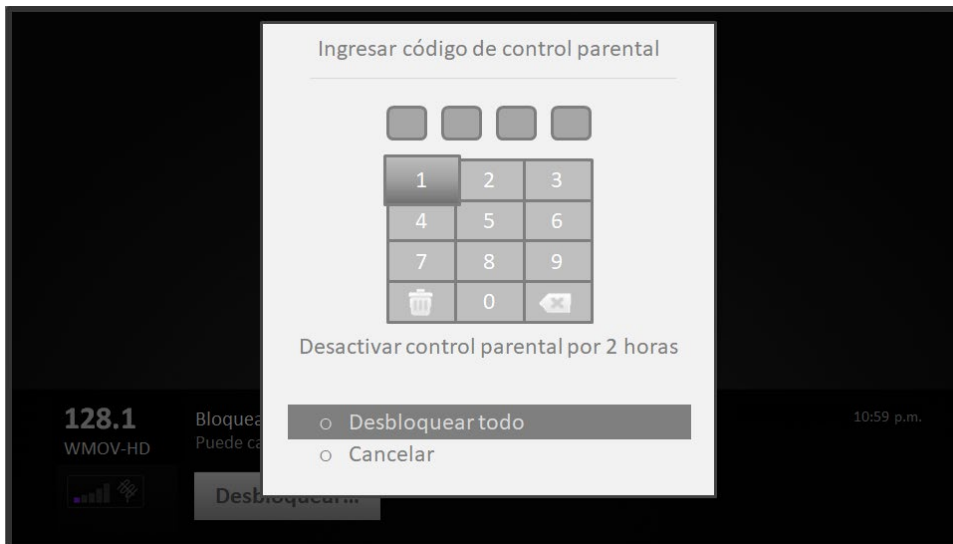 Ingresar código de control parental
1 2 3
4 5 6
7 8 9
0
Desactivar control parental por 2 horas
Desbloquear todo
Cancelar
128.1
WMOV-HD
Puede
10:59 p.m.